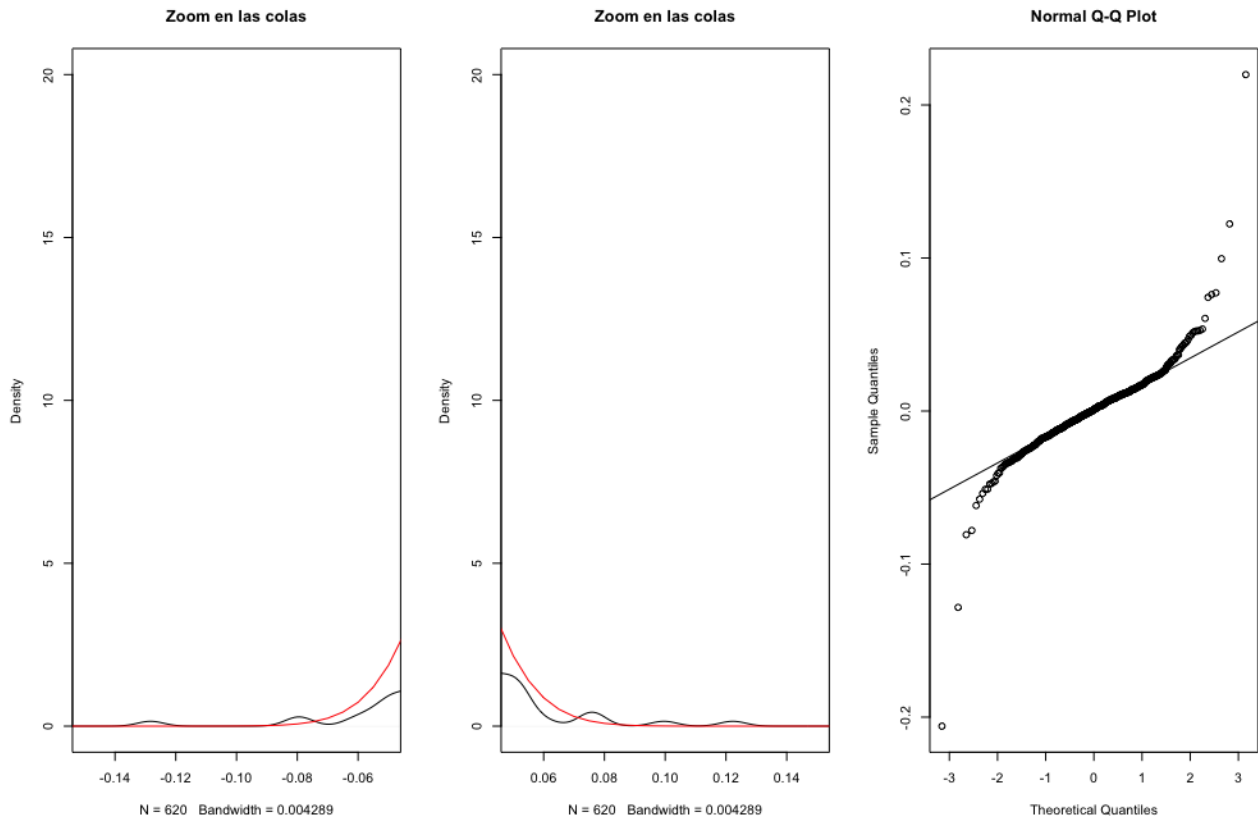 Zoom en las colas
20
15
10
5
0
Density
-0.14 -0.12 -0.10 -0.08 -0.06
N = 620 Bandwidth = 0.004289
Zoom en las colas
20
15
10
5
0
Density
0.06 0.08 0.10 0.12 0.14
N = 620 Bandwidth = 0.004289
Normal Q-Q Plot
0.2
0.1
0.0
-0.1
-0.2
Sample Quantiles
-3 -2 -1 0 1 2 3
Theoretical Quantiles